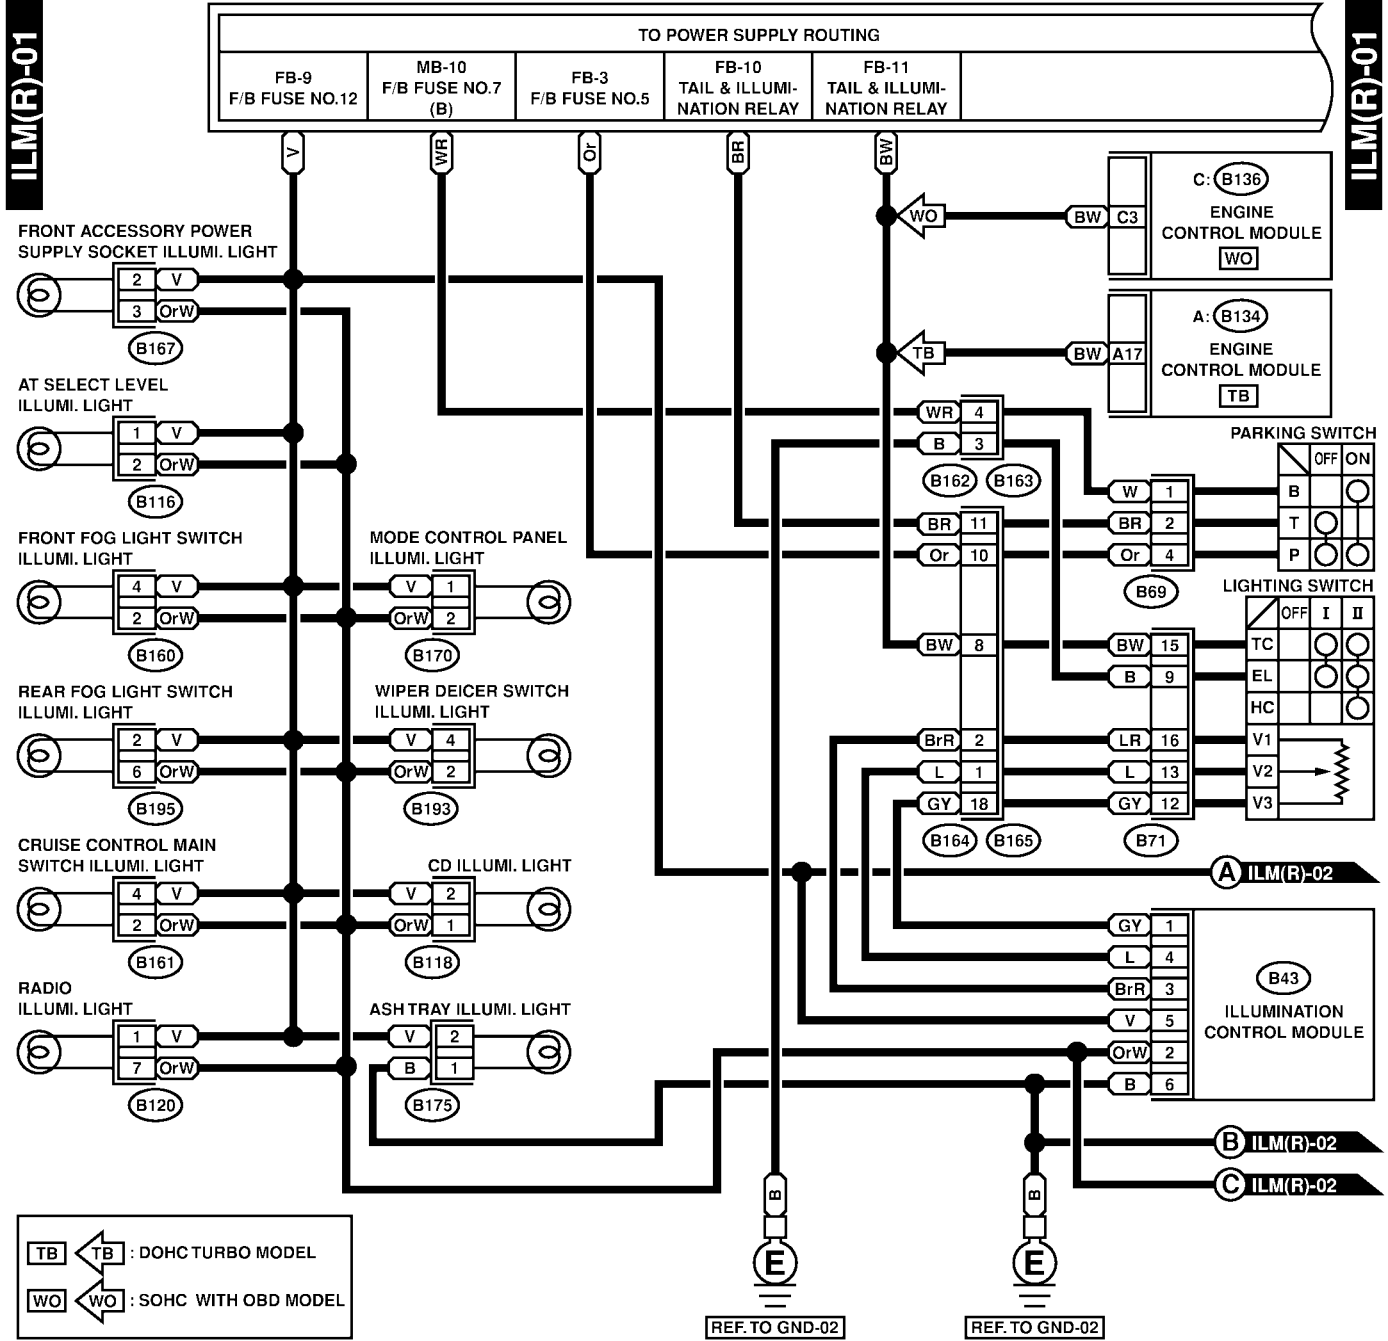 ILM(R)-01
ILM(R)-01
TO POWER SUPPLY ROUTING
FB-9
F/B FUSE NO.12
MB-10
F/B FUSE NO.7
(B)
FB-3
F/B FUSE NO.5
FB-10
TAIL & ILLUMI-
NATION RELAY
FB-11
TAIL & ILLUMI-
NATION RELAY
V
WR
Or
BR
BW
WO
BW C3
C: B136
ENGINE
CONTROL MODULE
WO
TB
BW A17
A: B134
ENGINE
CONTROL MODULE
TB
FRONT ACCESSORY POWER
SUPPLY SOCKET ILLUMI. LIGHT
2 V
3 OrW
B167
AT SELECT LEVEL
ILLUMI. LIGHT
1 V
2 OrW
B116
FRONT FOG LIGHT SWITCH
ILLUMI. LIGHT
4 V
2 OrW
B160
MODE CONTROL PANEL
ILLUMI. LIGHT
V 1
OrW 2
B170
REAR FOG LIGHT SWITCH
ILLUMI. LIGHT
2 V
6 OrW
B195
WIPER DEICER SWITCH
ILLUMI. LIGHT
V 4
OrW 2
B193
CRUISE CONTROL MAIN
SWITCH ILLUMI. LIGHT
4 V
2 OrW
B161
CD ILLUMI. LIGHT
V 2
OrW 1
B118
RADIO
ILLUMI. LIGHT
1 V
7 OrW
B120
ASH TRAY ILLUMI. LIGHT
V 2
B 1
B175
WR 4
B 3
B162 B163
BR 11
Or 10
BW 8
BrR 2
L 1
GY 18
B164 B165
W 1
BR 2
Or 4
B69
PARKING SWITCH
OFF ON
B
T
P
BW 15
B 9
LR 16
L 13
GY 12
B71
LIGHTING SWITCH
OFF I II
TC
EL
HC
V1
V2
V3
A ILM(R)-02
GY 1
L 4
BrR 3
V 5
OrW 2
B 6
B43
ILLUMINATION
CONTROL MODULE
B ILM(R)-02
C ILM(R)-02
B
E
REF. TO GND-02
B
E
REF. TO GND-02
TB TB : DOHC TURBO MODEL
WO WO : SOHC WITH OBD MODEL